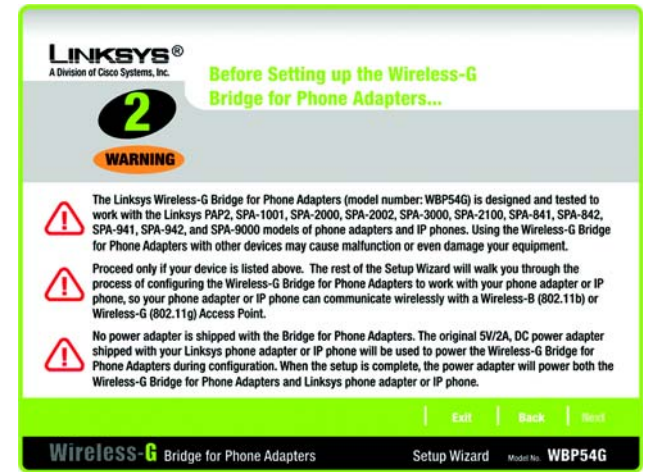 LINKSYS®
A Division of Cisco Systems, Inc.
Before Setting up the Wireless-G
Bridge for Phone Adapters...
2
WARNING
The Linksys Wireless-G Bridge for Phone Adapters (model number: WBP54G) is designed and tested to
work with the Linksys PAP2, SPA-1001, SPA-2000, SPA-2002, SPA-3000, SPA-2100, SPA-841, SPA-842,
SPA-941, SPA-942, and SPA-9000 models of phone adapters and IP phones. Using the Wireless-G Bridge
for Phone Adapters with other devices may cause malfunction or even damage your equipment.
Proceed only if your device is listed above. The rest of the Setup Wizard will walk you through the
process of configuring the Wireless-G Bridge for Phone Adapters to work with your phone adapter or IP
phone, so your phone adapter or IP phone can communicate wirelessly with a Wireless-B (802.11b) or
Wireless-G (802.11g) Access Point.
No power adapter is shipped with the Bridge for Phone Adapters. The original 5V/2A, DC power adapter
shipped with your Linksys phone adapter or IP phone will be used to power the Wireless-G Bridge for
Phone Adapters during configuration. When the setup is complete, the power adapter will power both the
Wireless-G Bridge for Phone Adapters and Linksys phone adapter or IP phone.
Exit Back Next
Wireless-G Bridge for Phone Adapters Setup Wizard Model No. WBP54G